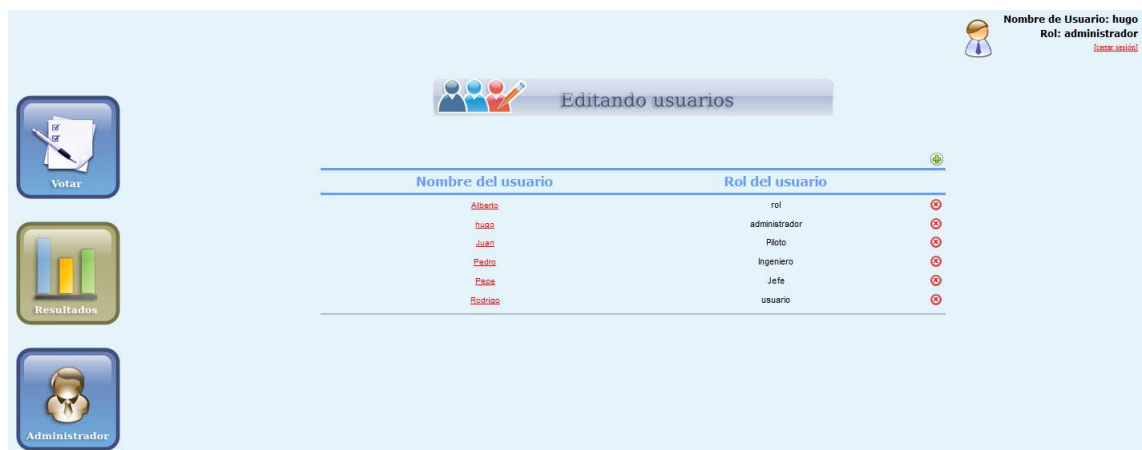 Nombre de Usuario: hugo
Rol: administrador
[cerrar sesión]
Editando usuarios
Votar
Nombre del usuario Rol del usuario
Alberto rol
hugo administrador
Juan Piloto
Pedro Ingeniero
Pepe Jefe
Rodrigo usuario
Resultados
Administrador